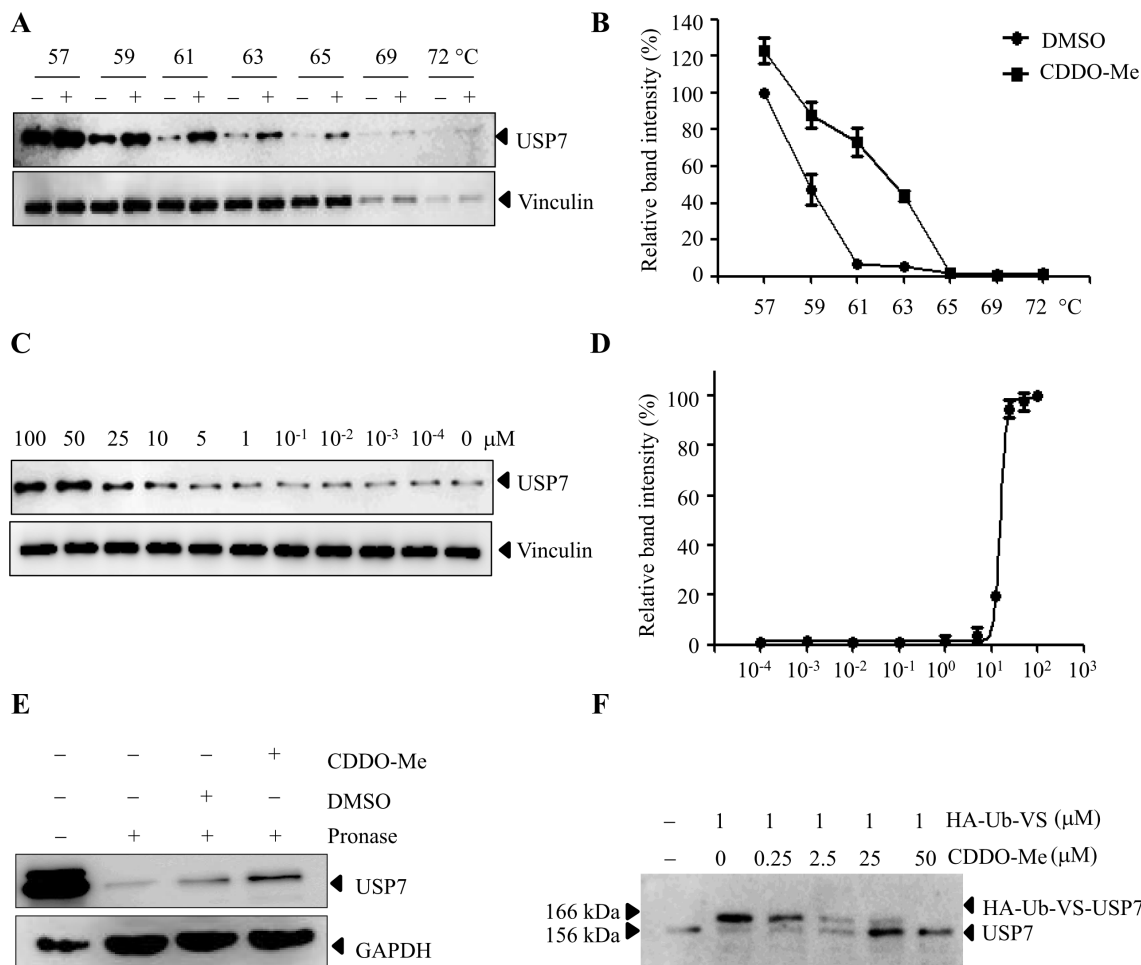 A
57 59 61 63 65 69 72 °C
– + – + – + – + – + – + – +
USP7
Vinculin
B
Relative band intensity (%)
140
120
100
80
60
40
20
0
DMSO
CDDO-Me
57 59 61 63 65 69 72 °C
C
100 50 25 10 5 1 10⁻¹ 10⁻² 10⁻³ 10⁻⁴ 0 μM
USP7
Vinculin
D
Relative band intensity (%)
100
80
60
40
20
0
10⁻⁴ 10⁻³ 10⁻² 10⁻¹ 10⁰ 10¹ 10² 10³
E
– – – + CDDO-Me
– – + – DMSO
– + + + Pronase
USP7
GAPDH
F
– 1 1 1 1 1 HA-Ub-VS (μM)
– 0 0.25 2.5 25 50 CDDO-Me (μM)
166 kDa HA-Ub-VS-USP7
156 kDa USP7